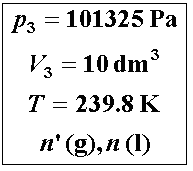 p₃ = 101325 Pa
V₃ = 10 dm³
T = 239.8 K
n' (g), n (l)